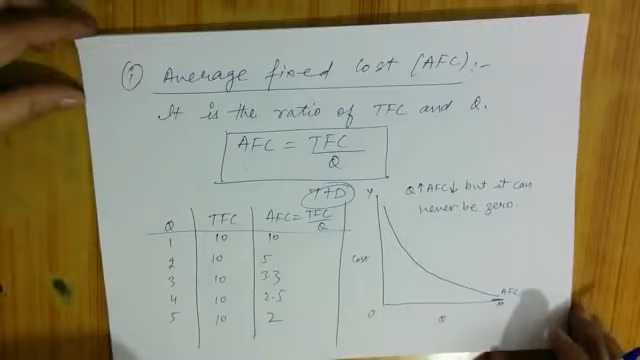 ① Average fixed cost (AFC):-
It is the ratio of TFC and Q.
AFC = TFC / Q
Q TFC AFC = TFC / Q
1 10 10
2 10 5
3 10 3.3
4 10 2.5
5 10 2
Q↑ AFC↓ but it can
never be zero.
Y
Cost
AFC
O
Q
X